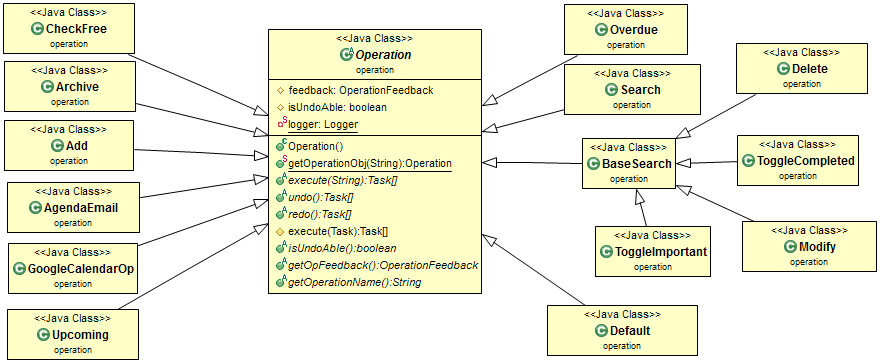 <<Java Class>>
CheckFree
operation
<<Java Class>>
Archive
operation
<<Java Class>>
Add
operation
<<Java Class>>
AgendaEmail
operation
<<Java Class>>
GoogleCalendarOp
operation
<<Java Class>>
Upcoming
operation
<<Java Class>>
Operation
operation
feedback: OperationFeedback
isUndoAble: boolean
logger: Logger
Operation()
getOperationObj(String):Operation
execute(String):Task[]
undo():Task[]
redo():Task[]
execute(Task):Task[]
isUndoAble():boolean
getOpFeedback():OperationFeedback
getOperationName():String
<<Java Class>>
Overdue
operation
<<Java Class>>
Search
operation
<<Java Class>>
BaseSearch
operation
<<Java Class>>
Default
operation
<<Java Class>>
Delete
operation
<<Java Class>>
ToggleCompleted
operation
<<Java Class>>
ToggleImportant
operation
<<Java Class>>
Modify
operation